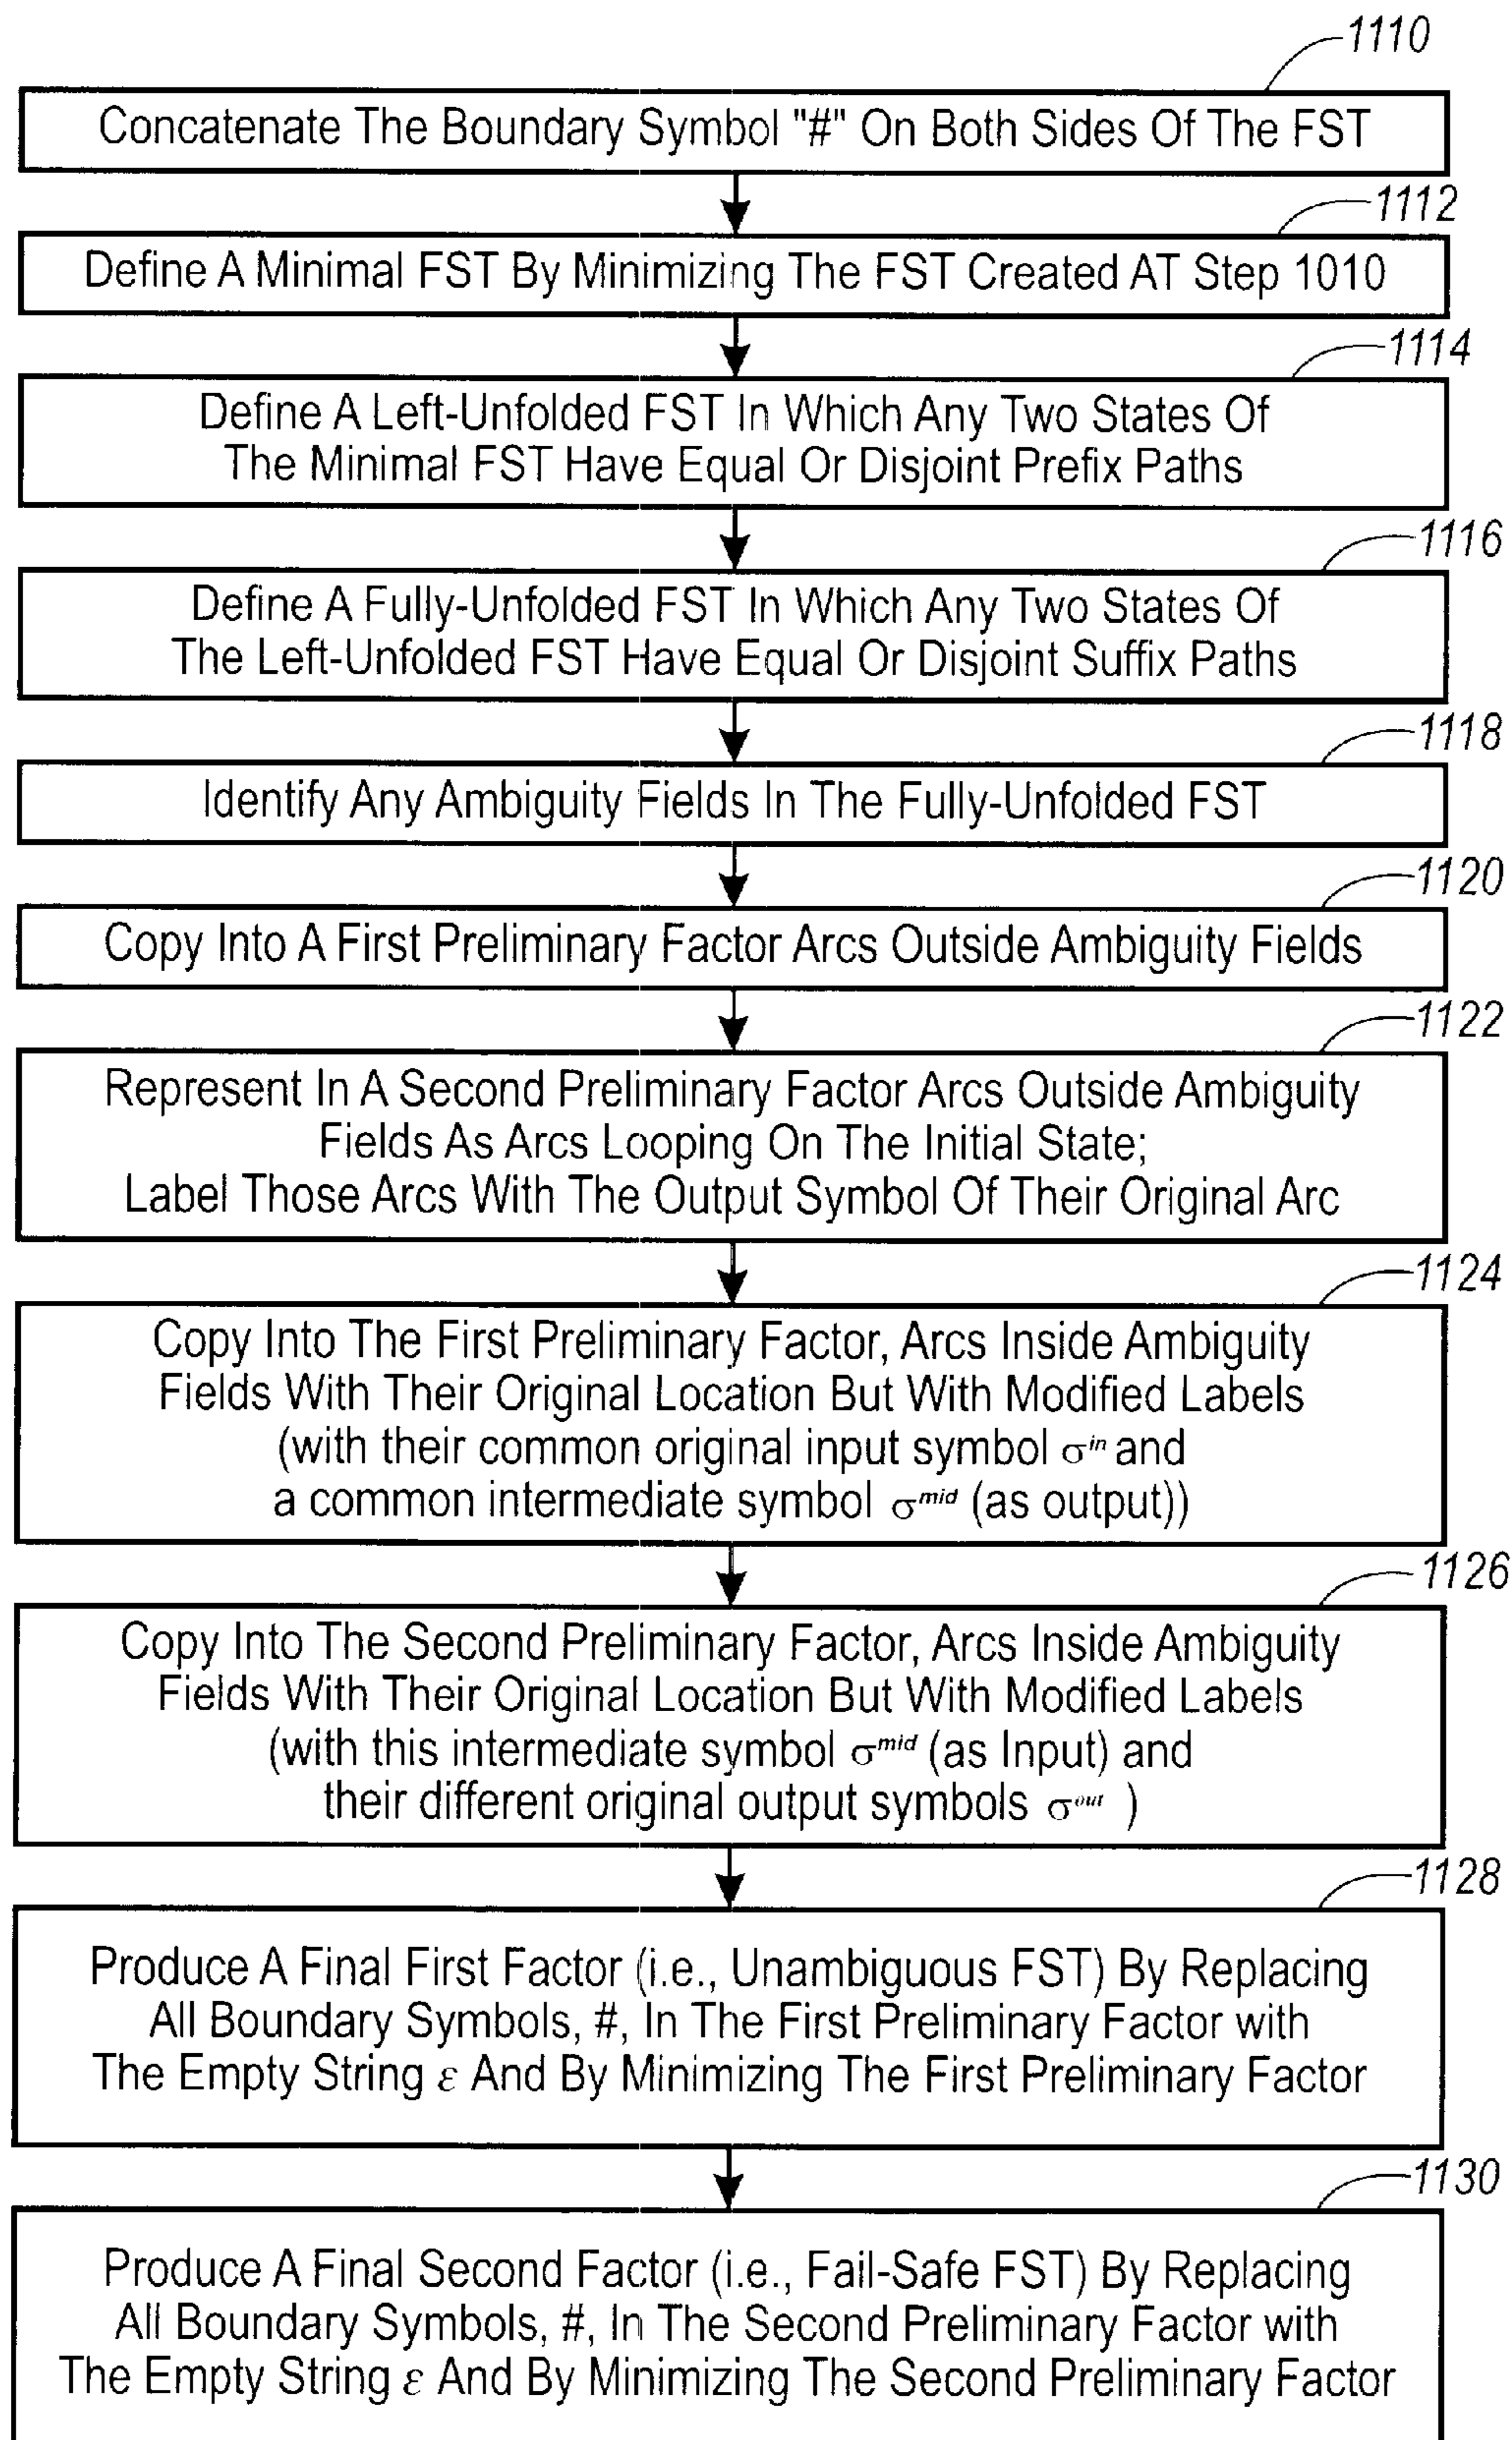 1110
Concatenate The Boundary Symbol "#" On Both Sides Of The FST
1112
Define A Minimal FST By Minimizing The FST Created AT Step 1010
1114
Define A Left-Unfolded FST In Which Any Two States Of
The Minimal FST Have Equal Or Disjoint Prefix Paths
1116
Define A Fully-Unfolded FST In Which Any Two States Of
The Left-Unfolded FST Have Equal Or Disjoint Suffix Paths
1118
Identify Any Ambiguity Fields In The Fully-Unfolded FST
1120
Copy Into A First Preliminary Factor Arcs Outside Ambiguity Fields
1122
Represent In A Second Preliminary Factor Arcs Outside Ambiguity
Fields As Arcs Looping On The Initial State;
Label Those Arcs With The Output Symbol Of Their Original Arc
1124
Copy Into The First Preliminary Factor, Arcs Inside Ambiguity
Fields With Their Original Location But With Modified Labels
(with their common original input symbol σ^in and
a common intermediate symbol σ^mid (as output))
1126
Copy Into The Second Preliminary Factor, Arcs Inside Ambiguity
Fields With Their Original Location But With Modified Labels
(with this intermediate symbol σ^mid (as Input) and
their different original output symbols σ^out )
1128
Produce A Final First Factor (i.e., Unambiguous FST) By Replacing
All Boundary Symbols, #, In The First Preliminary Factor with
The Empty String ε And By Minimizing The First Preliminary Factor
1130
Produce A Final Second Factor (i.e., Fail-Safe FST) By Replacing
All Boundary Symbols, #, In The Second Preliminary Factor with
The Empty String ε And By Minimizing The Second Preliminary Factor